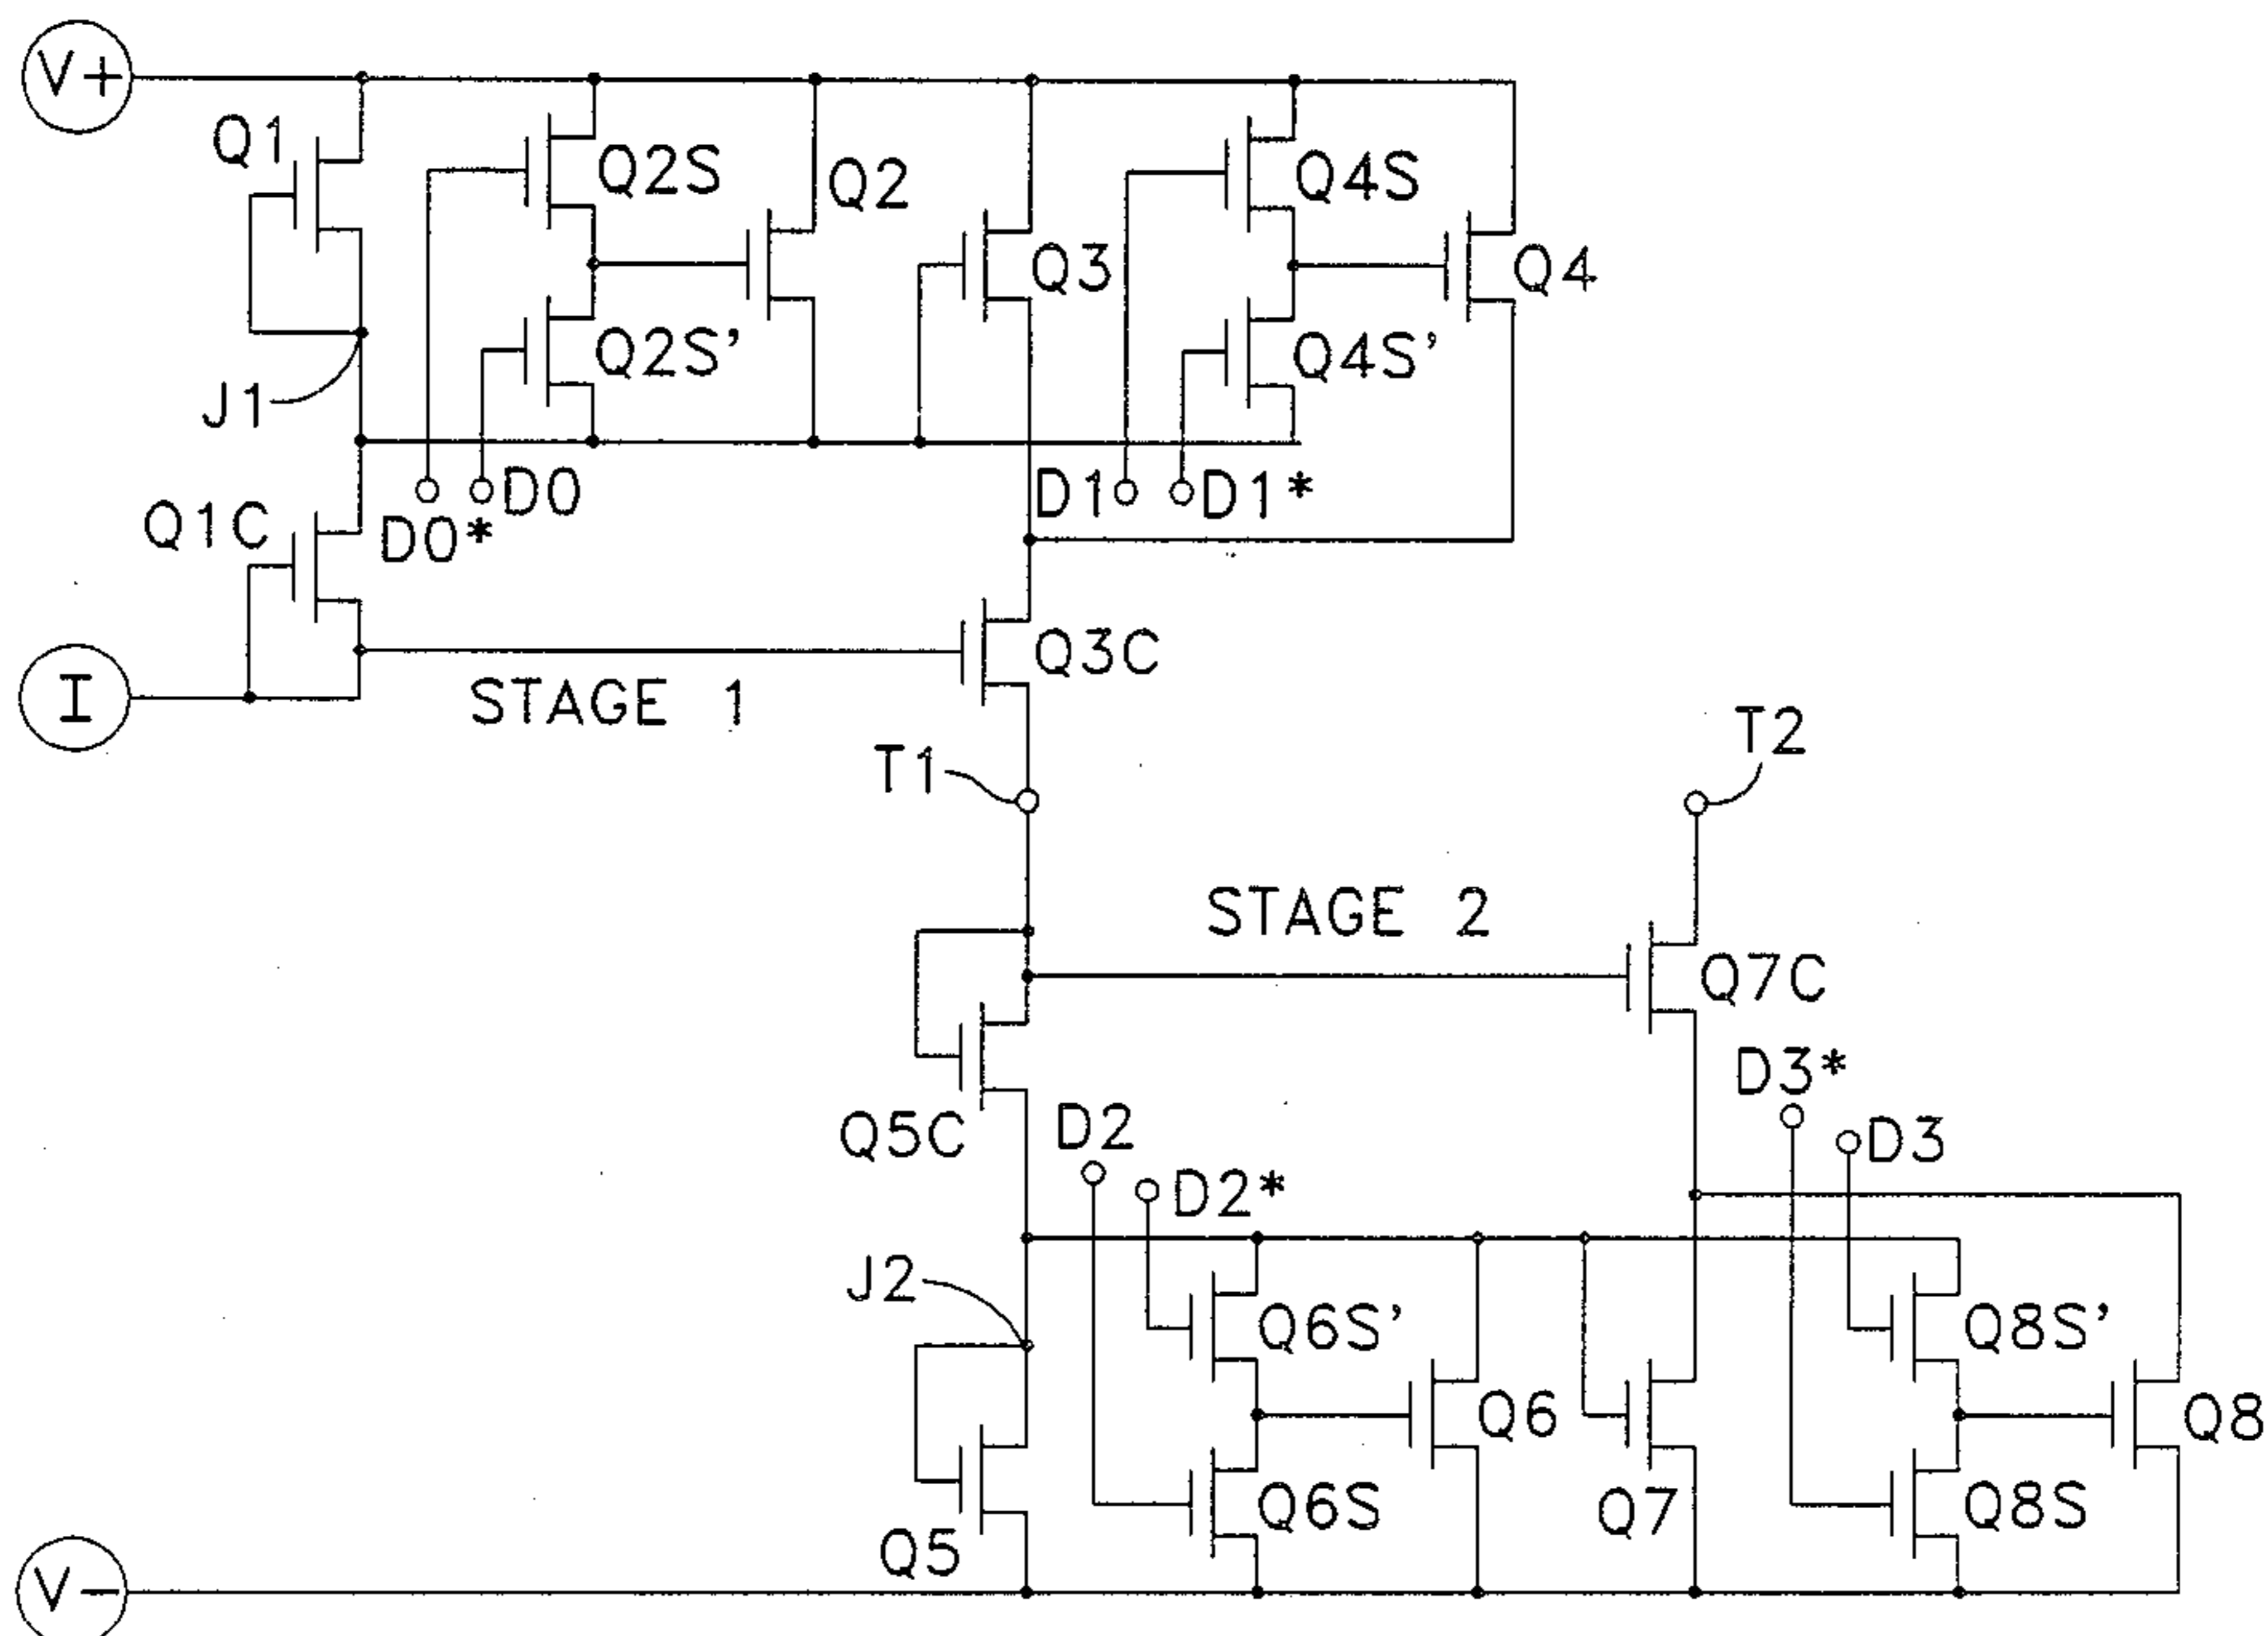 V+
Q1
Q2S
Q2
Q3
Q4S
Q4
Q2S'
Q4S'
J1
D0
D0*
D1
D1*
Q1C
Q3C
I
STAGE 1
T1
T2
STAGE 2
Q7C
D3*
D3
Q5C
D2
D2*
J2
Q6S'
Q8S'
Q6
Q8
Q6S
Q7
Q8S
Q5
V-